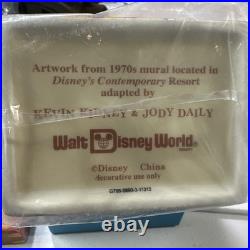 Artwork from 1970s mural located in
Disney's Contemporary Resort
adapted by
KEVIN KIDNEY & JODY DAILY
Walt Disney World
©Disney China
decorative use only